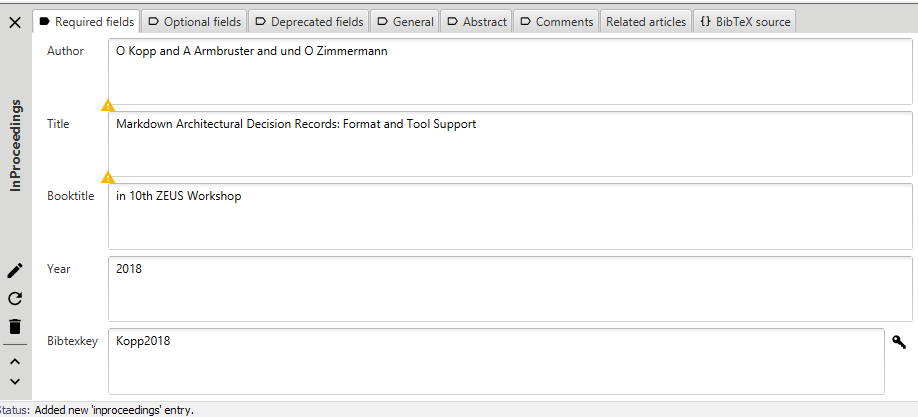 Required fields
Optional fields
Deprecated fields
General
Abstract
Comments
Related articles
{} BibTeX source
InProceedings
Author
O Kopp and A Armbruster and und O Zimmermann
Title
Markdown Architectural Decision Records: Format and Tool Support
Booktitle
in 10th ZEUS Workshop
Year
2018
Bibtexkey
Kopp2018
Status: Added new 'inproceedings' entry.